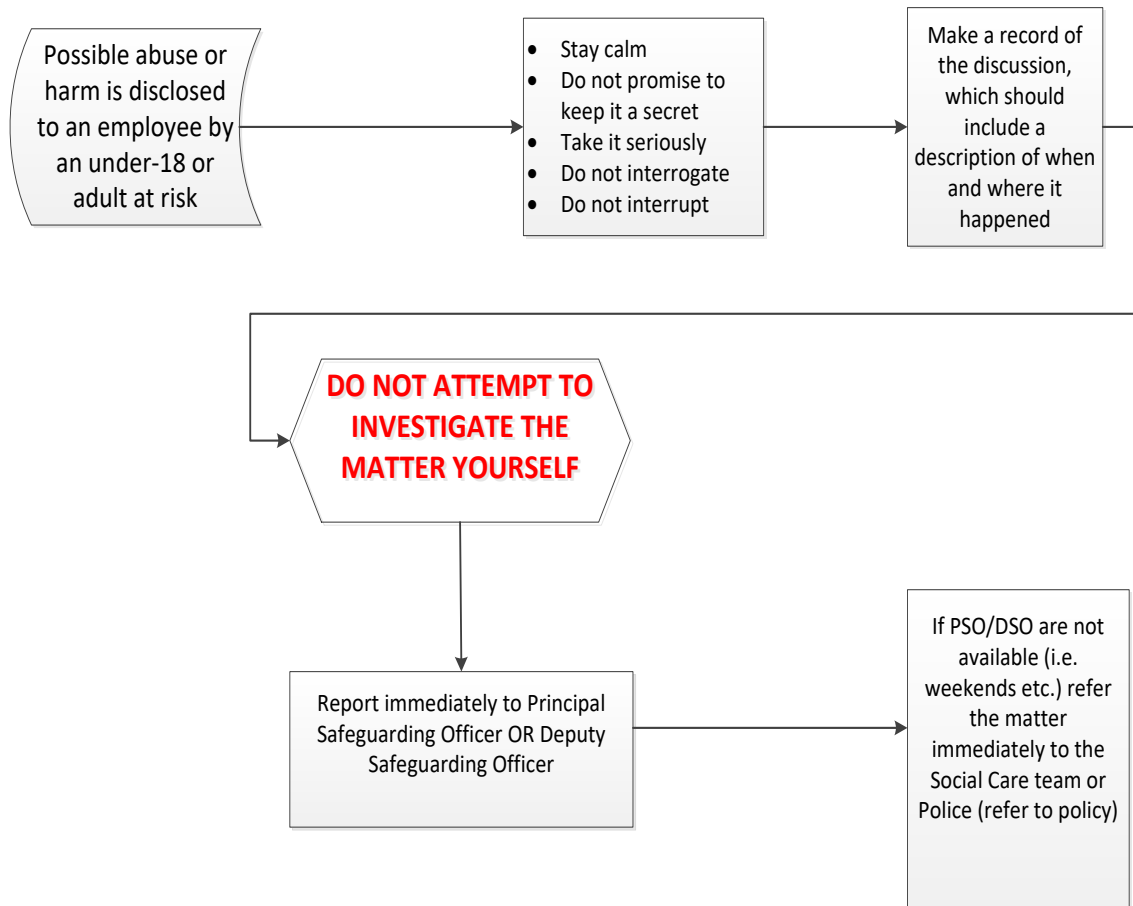 Possible abuse or
harm is disclosed
to an employee by
an under-18 or
adult at risk
• Stay calm
• Do not promise to
keep it a secret
• Take it seriously
• Do not interrogate
• Do not interrupt
Make a record of
the discussion,
which should
include a
description of when
and where it
happened
DO NOT ATTEMPT TO
INVESTIGATE THE
MATTER YOURSELF
Report immediately to Principal
Safeguarding Officer OR Deputy
Safeguarding Officer
If PSO/DSO are not
available (i.e.
weekends etc.) refer
the matter
immediately to the
Social Care team or
Police (refer to policy)